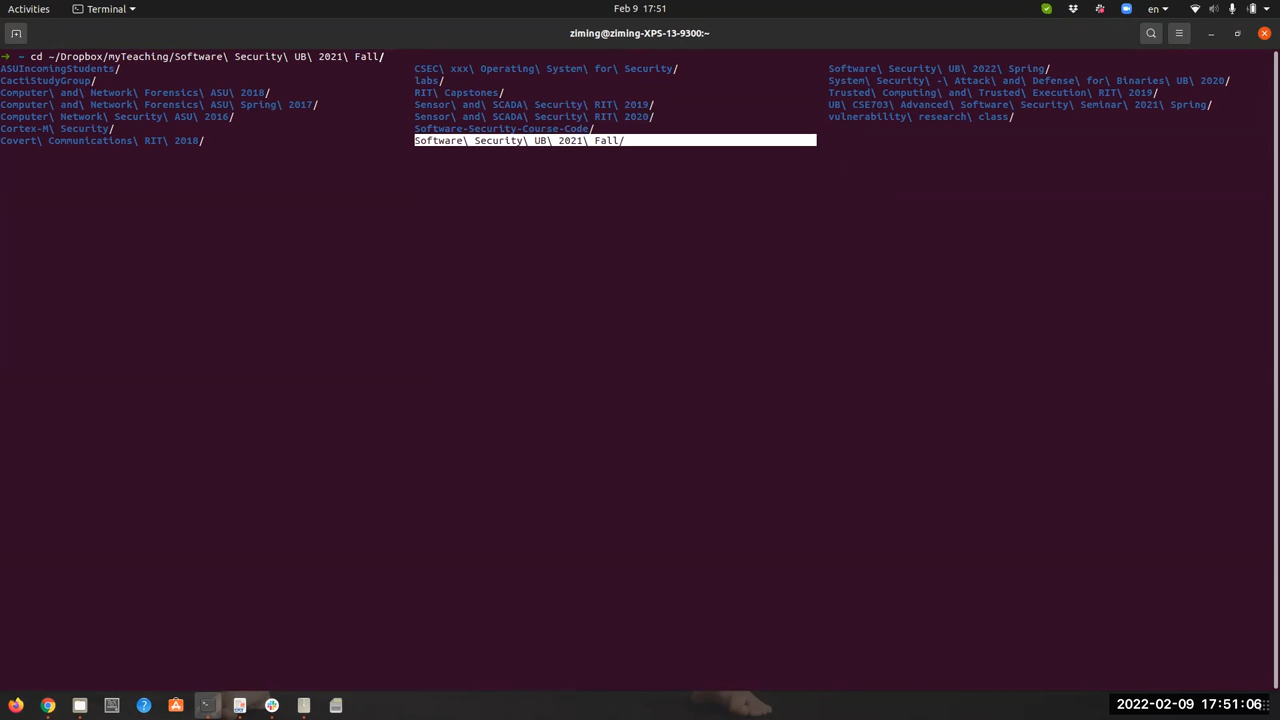 Activities Terminal Feb 9 17:51 en
ziming@ziming-XPS-13-9300:~
→ ~ cd ~/Dropbox/myTeaching/Software\ Security\ UB\ 2021\ Fall/
ASUIncomingStudents/ CSEC\ xxx\ Operating\ System\ for\ Security/ Software\ Security\ UB\ 2022\ Spring/
CactiStudyGroup/ labs/ System\ Security\ -\ Attack\ and\ Defense\ for\ Binaries\ UB\ 2020/
Computer\ and\ Network\ Forensics\ ASU\ 2018/ RIT\ Capstones/ Trusted\ Computing\ and\ Trusted\ Execution\ RIT\ 2019/
Computer\ and\ Network\ Forensics\ ASU\ Spring\ 2017/ Sensor\ and\ SCADA\ Security\ RIT\ 2019/ UB\ CSE703\ Advanced\ Software\ Security\ Seminar\ 2021\ Spring/
Computer\ Network\ Security\ ASU\ 2016/ Sensor\ and\ SCADA\ Security\ RIT\ 2020/ vulnerability\ research\ class/
Cortex-M\ Security/ Software-Security-Course-Code/
Covert\ Communications\ RIT\ 2018/ Software\ Security\ UB\ 2021\ Fall/
2022-02-09 17:51:06